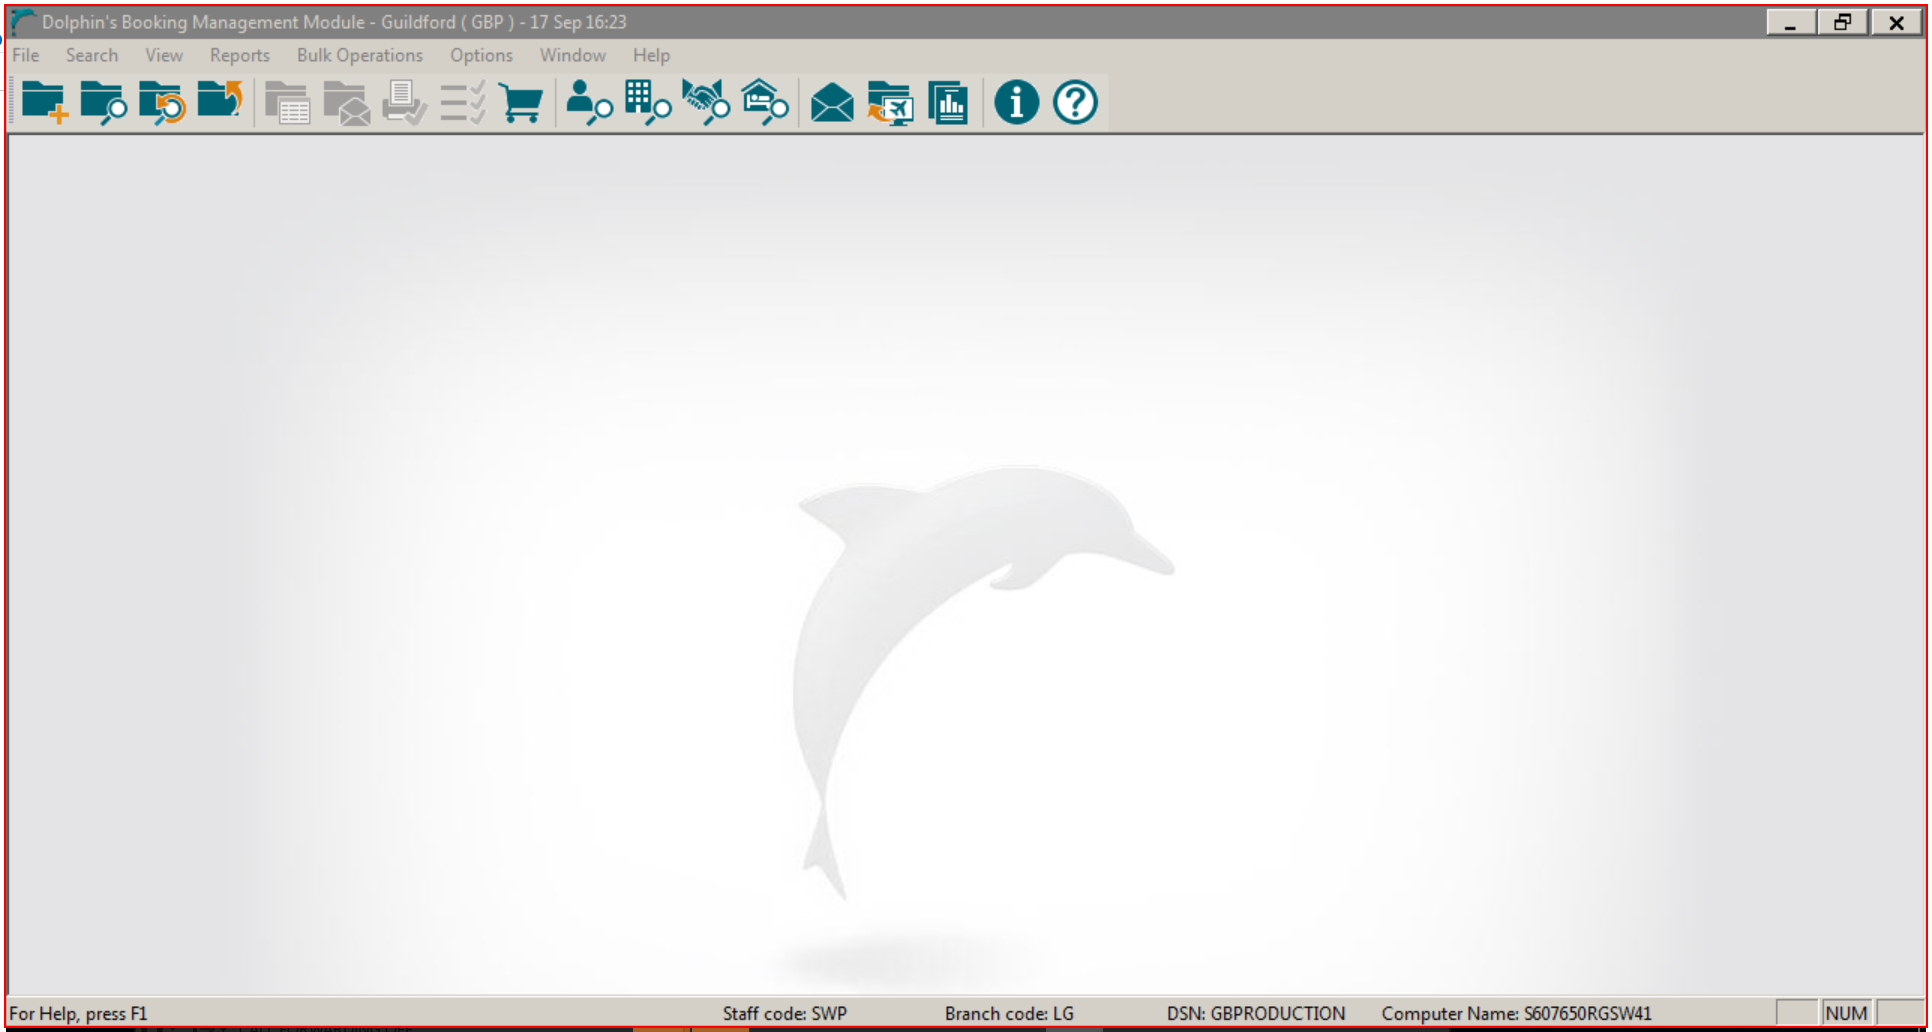 Dolphin's Booking Management Module - Guildford ( GBP ) - 17 Sep 16:23
File Search View Reports Bulk Operations Options Window Help
For Help, press F1 Staff code: SWP Branch code: LG DSN: GBPRODUCTION Computer Name: S607650RGSW41 NUM